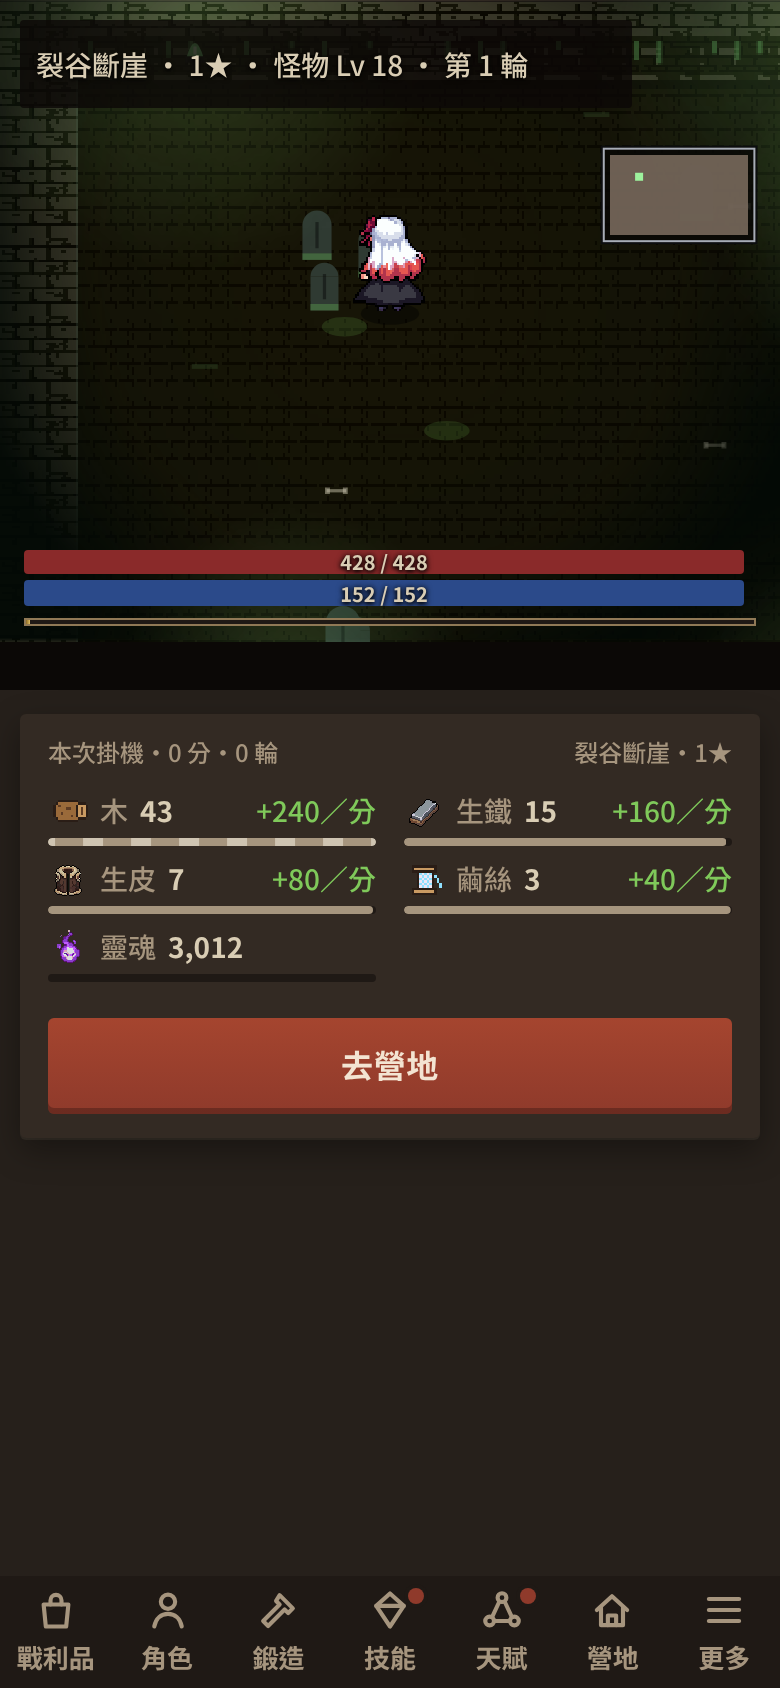 裂谷斷崖 · 1★ · 怪物 Lv 18 · 第 1 輪
428 / 428
152 / 152
本次掛機・0 分・0 輪
裂谷斷崖・1★
木 43 +240／分
生鐵 15 +160／分
生皮 7 +80／分
繭絲 3 +40／分
靈魂 3,012
去營地
戰利品 角色 鍛造 技能 天賦 營地 更多